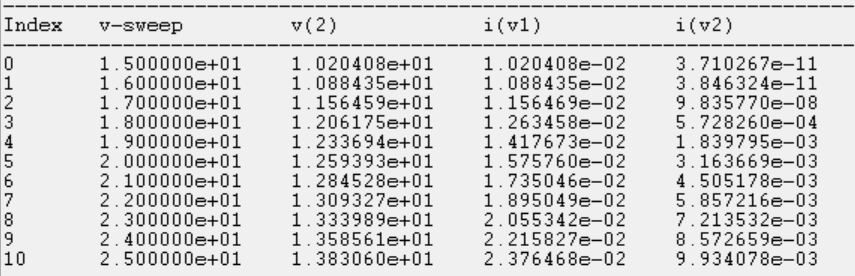 Index v-sweep v(2) i(v1) i(v2)
0 1.500000e+01 1.020408e+01 1.020408e-02 3.710267e-11
1 1.600000e+01 1.088435e+01 1.088435e-02 3.846324e-11
2 1.700000e+01 1.156459e+01 1.156469e-02 9.835770e-08
3 1.800000e+01 1.206175e+01 1.263458e-02 5.728260e-04
4 1.900000e+01 1.233694e+01 1.417673e-02 1.839795e-03
5 2.000000e+01 1.259393e+01 1.575760e-02 3.163669e-03
6 2.100000e+01 1.284528e+01 1.735046e-02 4.505178e-03
7 2.200000e+01 1.309327e+01 1.895049e-02 5.857216e-03
8 2.300000e+01 1.333989e+01 2.055342e-02 7.213532e-03
9 2.400000e+01 1.358561e+01 2.215827e-02 8.572659e-03
10 2.500000e+01 1.383060e+01 2.376468e-02 9.934078e-03